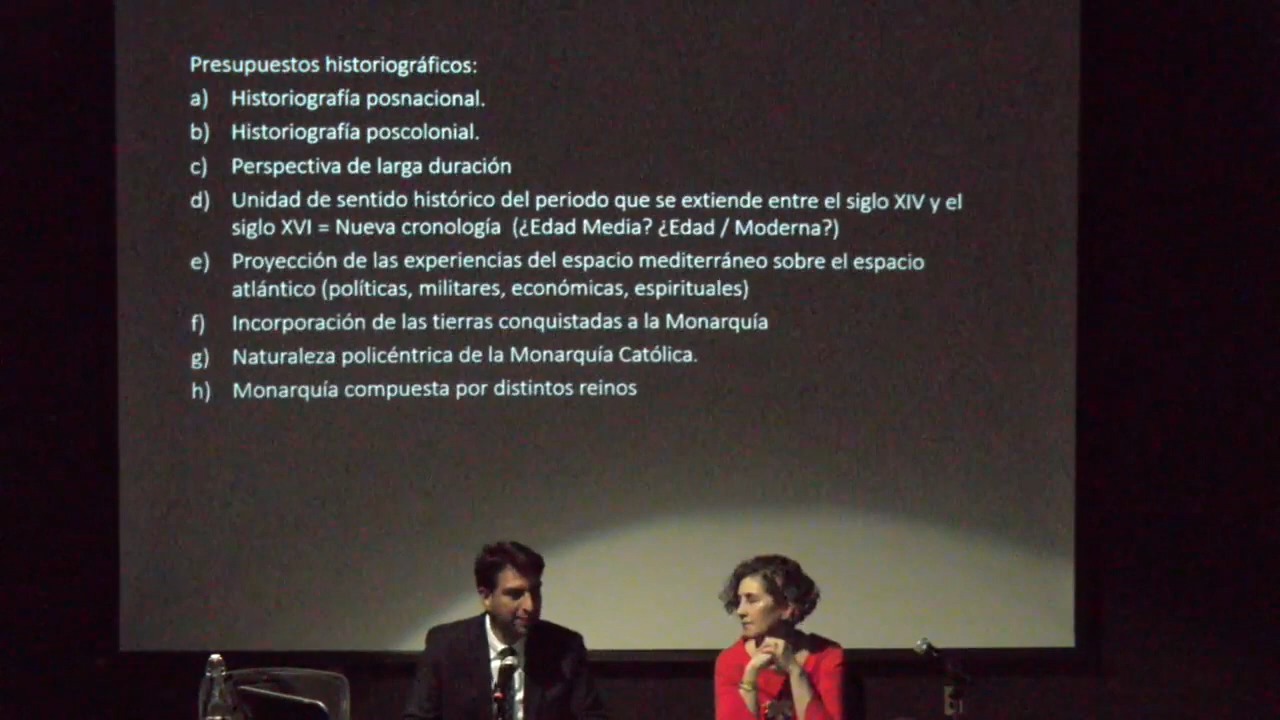 Presupuestos historiográficos:
a) Historiografía posnacional.
b) Historiografía poscolonial.
c) Perspectiva de larga duración
d) Unidad de sentido histórico del periodo que se extiende entre el siglo XIV y el
siglo XVI = Nueva cronología (¿Edad Media? ¿Edad / Moderna?)
e) Proyección de las experiencias del espacio mediterráneo sobre el espacio
atlántico (políticas, militares, económicas, espirituales)
f) Incorporación de las tierras conquistadas a la Monarquía
g) Naturaleza policéntrica de la Monarquía Católica.
h) Monarquía compuesta por distintos reinos